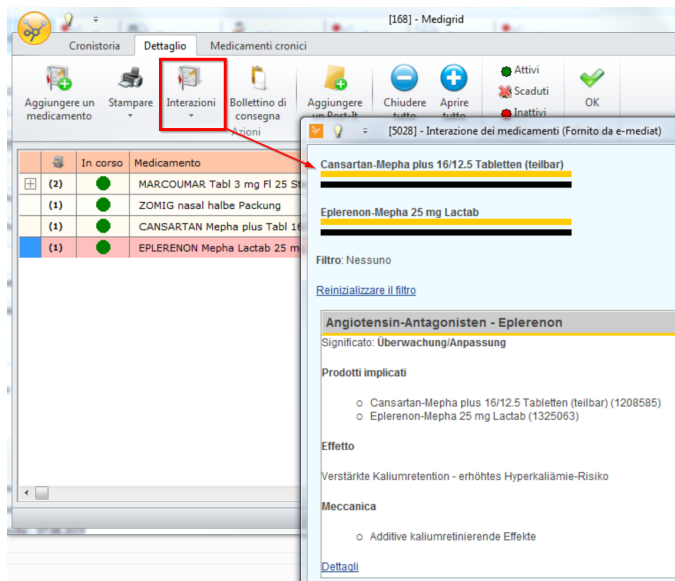 [168] - Medigrid
Cronistoria Dettaglio Medicamenti cronici
Aggiungere un medicamento
Stampare
Interazioni
Bollettino di consegna
Aggiungere un Post-It
Chiudere tutto
Aprire tutto
Attivi
Scaduti
Inattivi
OK
Azioni
[5028] - Interazione dei medicamenti (Fornito da e-mediat)
In corso Medicamento
(2) MARCOUMAR Tabl 3 mg Fl 25 St
(1) ZOMIG nasal halbe Packung
(1) CANSARTAN Mepha plus Tabl 16
(1) EPLERENON Mepha Lactab 25 m
Cansartan-Mepha plus 16/12.5 Tabletten (teilbar)
Eplerenon-Mepha 25 mg Lactab
Filtro: Nessuno
Reinizializzare il filtro
Angiotensin-Antagonisten - Eplerenon
Significato: Überwachung/Anpassung
Prodotti implicati
Cansartan-Mepha plus 16/12.5 Tabletten (teilbar) (1208585)
Eplerenon-Mepha 25 mg Lactab (1325063)
Effetto
Verstärkte Kaliumretention - erhöhtes Hyperkaliämie-Risiko
Meccanica
Additive kaliumretinierende Effekte
Dettagli